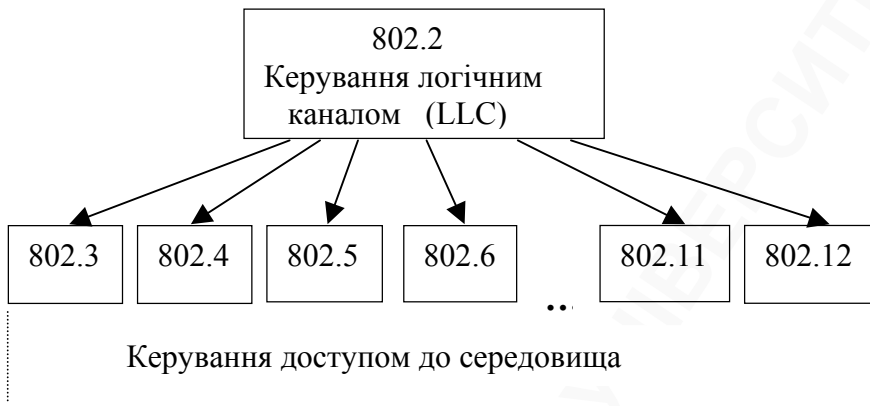 802.2
Керування логічним
каналом (LLC)
802.3 802.4 802.5 802.6 ... 802.11 802.12
Керування доступом до середовища